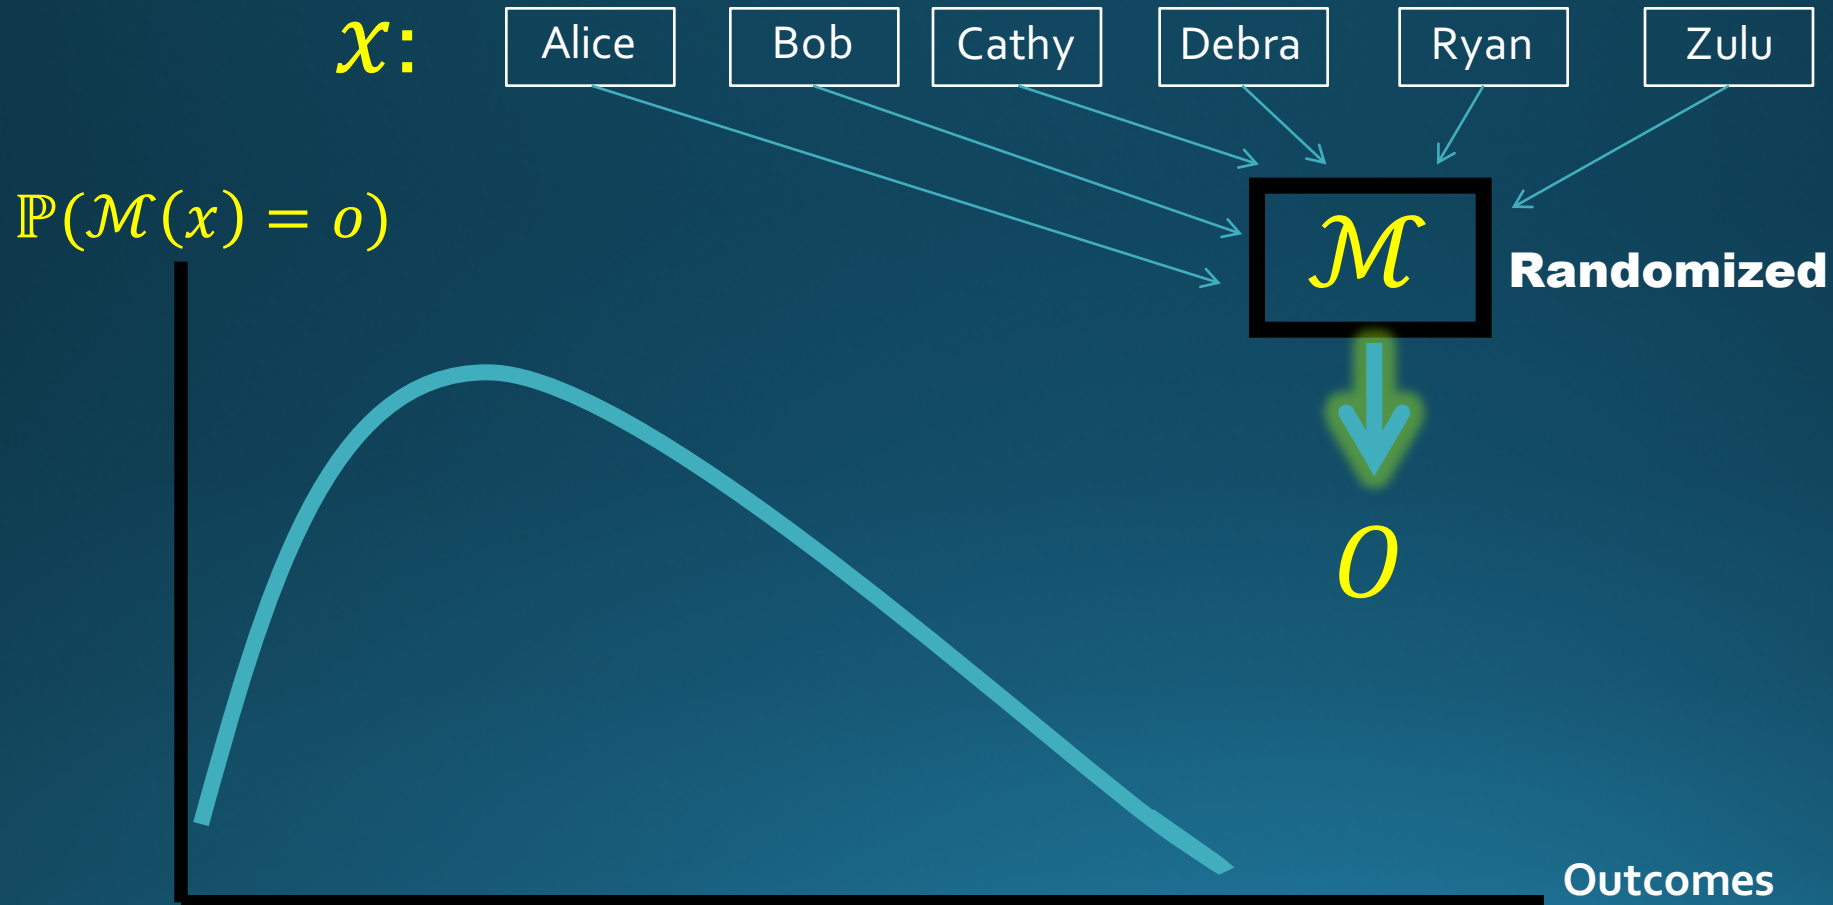 x: Alice Bob Cathy Debra Ryan Zulu
ℙ(ℳ(x) = o)
ℳ
Randomized
O
Outcomes